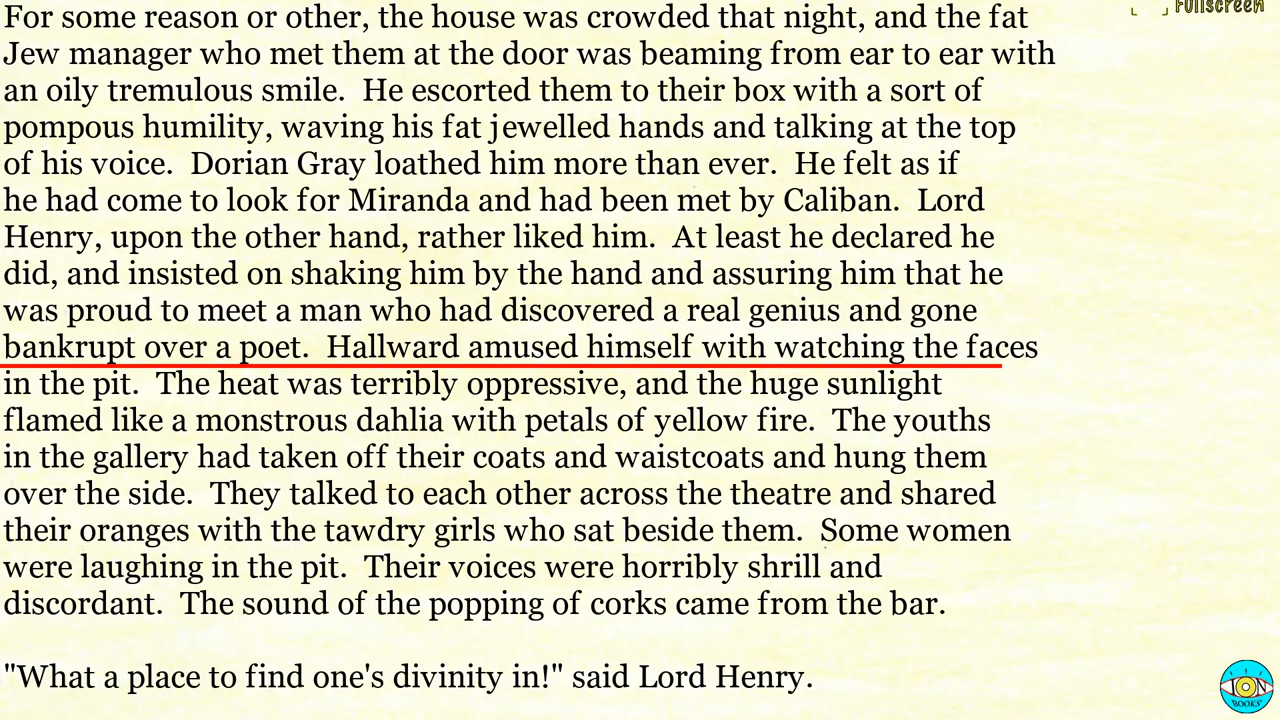 Fullscreen
For some reason or other, the house was crowded that night, and the fat
Jew manager who met them at the door was beaming from ear to ear with
an oily tremulous smile.  He escorted them to their box with a sort of
pompous humility, waving his fat jewelled hands and talking at the top
of his voice.  Dorian Gray loathed him more than ever.  He felt as if
he had come to look for Miranda and had been met by Caliban.  Lord
Henry, upon the other hand, rather liked him.  At least he declared he
did, and insisted on shaking him by the hand and assuring him that he
was proud to meet a man who had discovered a real genius and gone
bankrupt over a poet.  Hallward amused himself with watching the faces
in the pit.  The heat was terribly oppressive, and the huge sunlight
flamed like a monstrous dahlia with petals of yellow fire.  The youths
in the gallery had taken off their coats and waistcoats and hung them
over the side.  They talked to each other across the theatre and shared
their oranges with the tawdry girls who sat beside them.  Some women
were laughing in the pit.  Their voices were horribly shrill and
discordant.  The sound of the popping of corks came from the bar.
"What a place to find one's divinity in!" said Lord Henry.
ION
BOOKS